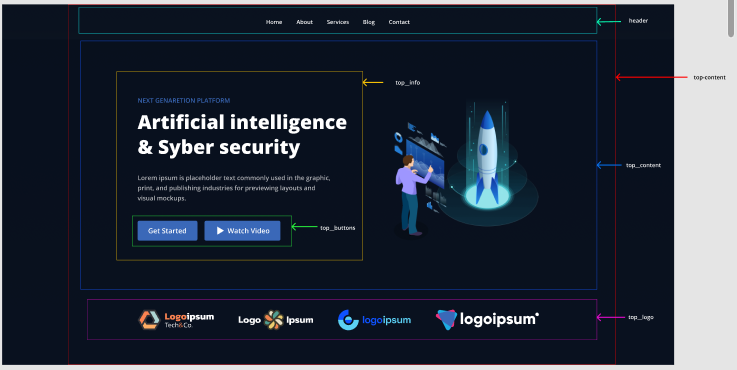 Home About Services Blog Contact
header
top-content
top__info
NEXT GENARETION PLATFORM
Artificial intelligence
& Syber security
Lorem ipsum is placeholder text commonly used in the graphic,
print, and publishing industries for previewing layouts and
visual mockups.
top__content
Get Started Watch Video
top__buttons
Logoipsum
Tech&Co.
Logo Ipsum
logoipsum
logoipsum
top__logo